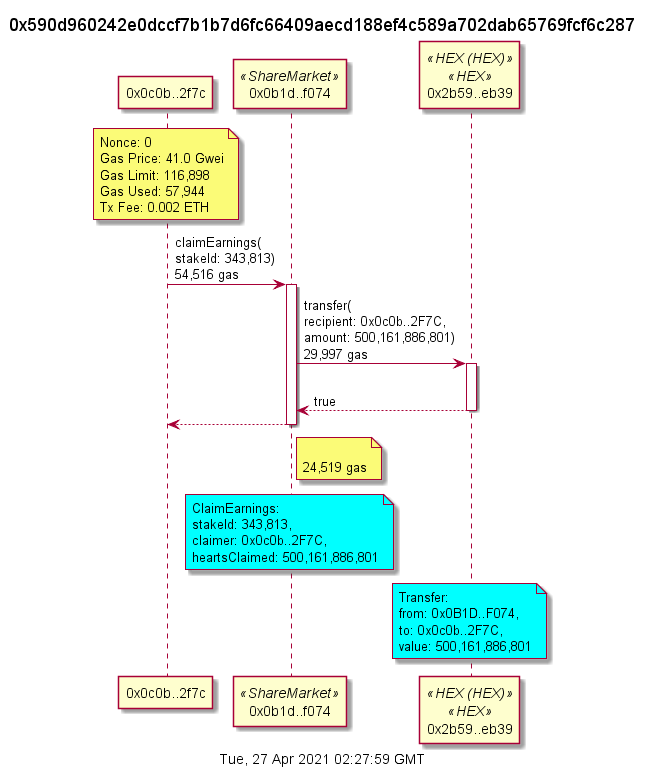 0x590d960242e0dccf7b1b7d6fc66409aecd188ef4c589a702dab65769fcf6c287
0x0c0b..2f7c
«ShareMarket»
0x0b1d..f074
«HEX (HEX)»
«HEX»
0x2b59..eb39
Nonce: 0
Gas Price: 41.0 Gwei
Gas Limit: 116,898
Gas Used: 57,944
Tx Fee: 0.002 ETH
claimEarnings(
stakeId: 343,813)
54,516 gas
transfer(
recipient: 0x0c0b..2F7C,
amount: 500,161,886,801)
29,997 gas
true
24,519 gas
ClaimEarnings:
stakeId: 343,813,
claimer: 0x0c0b..2F7C,
heartsClaimed: 500,161,886,801
Transfer:
from: 0x0B1D..F074,
to: 0x0c0b..2F7C,
value: 500,161,886,801
0x0c0b..2f7c
«ShareMarket»
0x0b1d..f074
«HEX (HEX)»
«HEX»
0x2b59..eb39
Tue, 27 Apr 2021 02:27:59 GMT